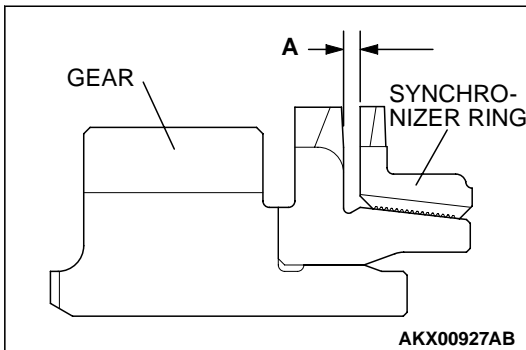 A
GEAR
SYNCHRO-
NIZER RING
AKX00927AB